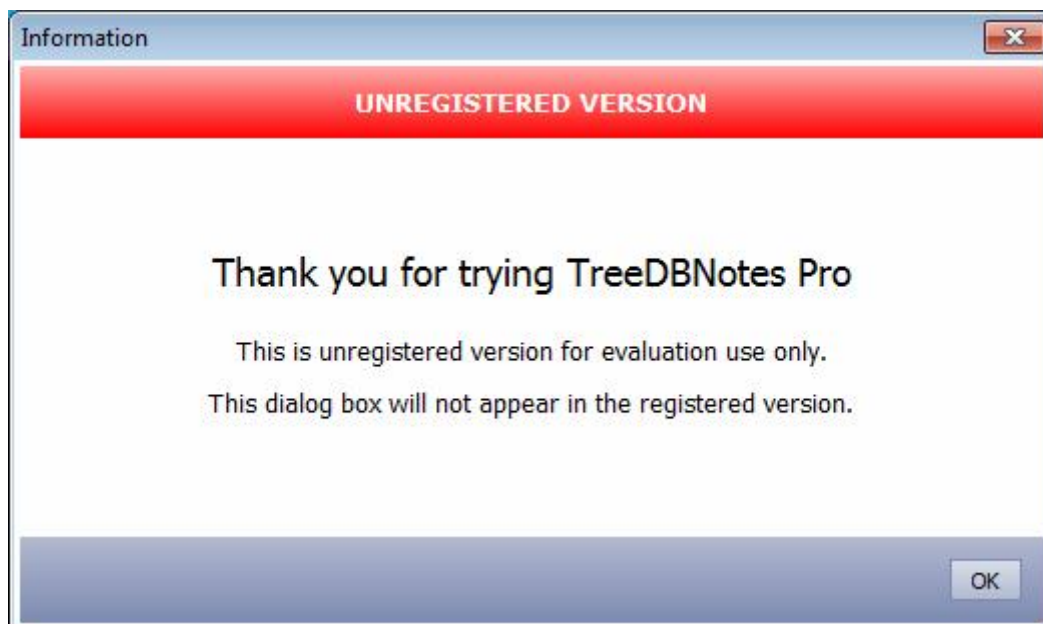 Information
UNREGISTERED VERSION
Thank you for trying TreeDBNotes Pro
This is unregistered version for evaluation use only.
This dialog box will not appear in the registered version.
OK